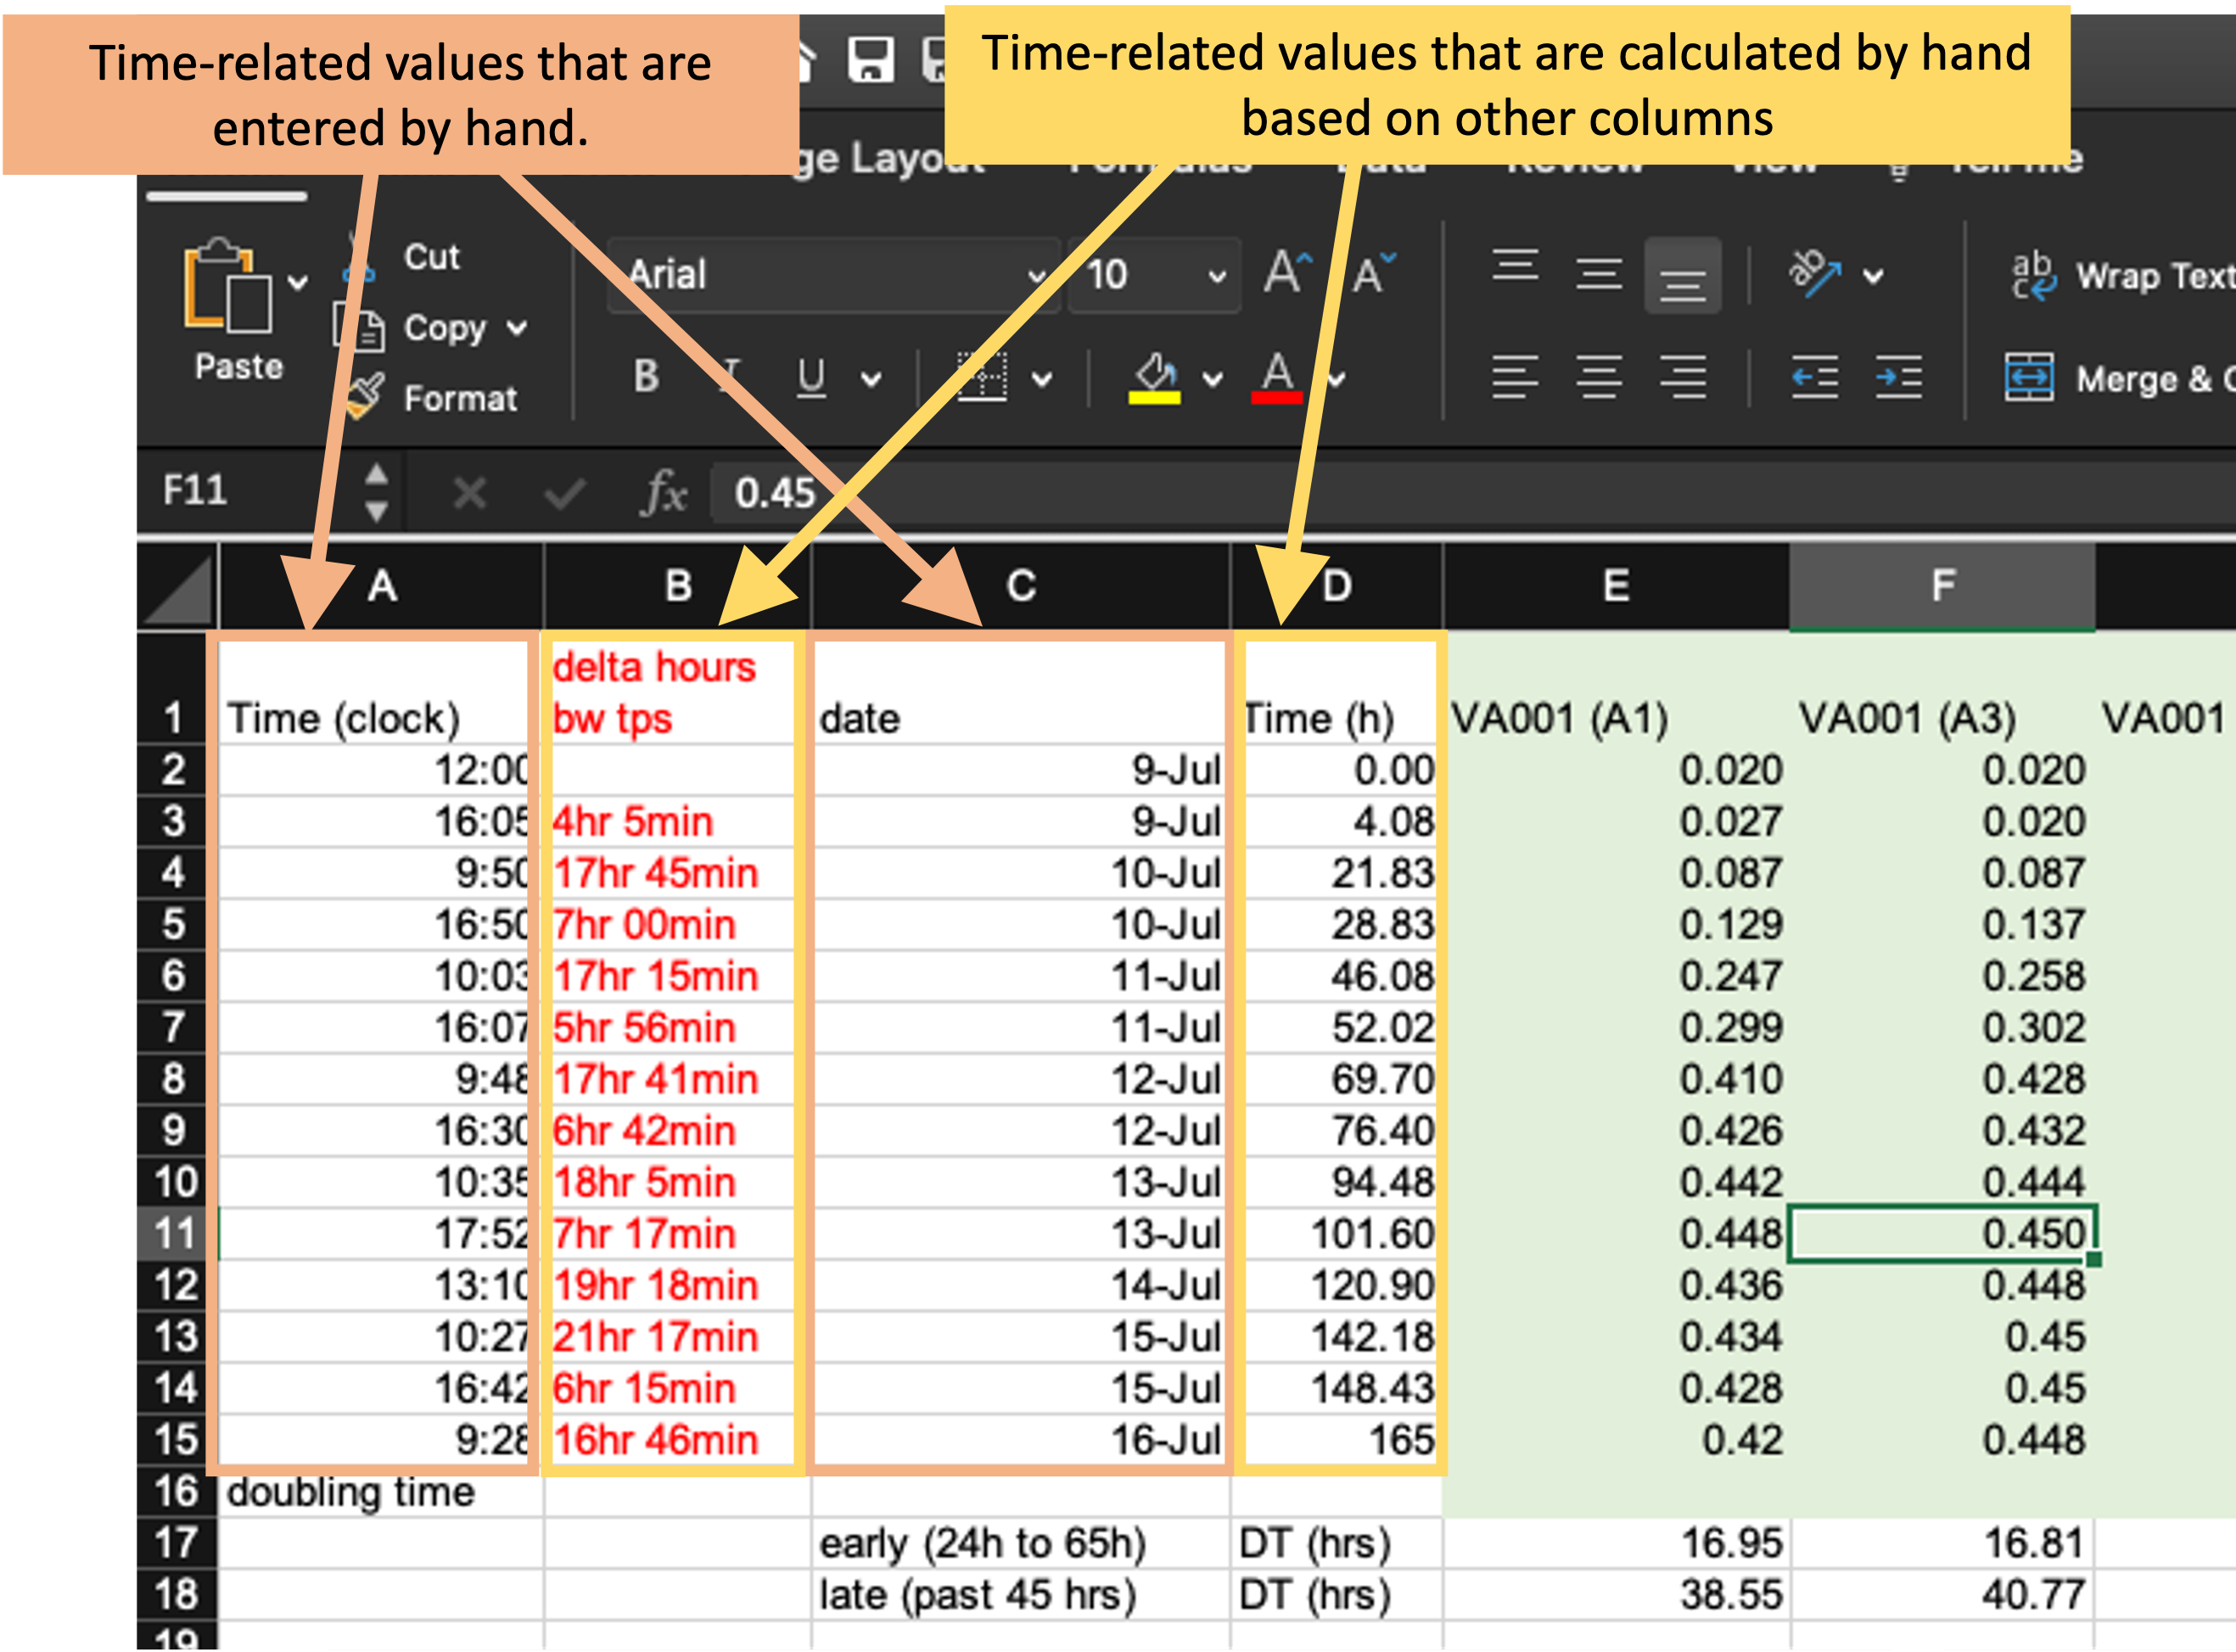 Time-related values that are
entered by hand.
Time-related values that are calculated by hand
based on other columns
ge Layout Formulas Data Review View Tell me
Paste
Cut
Copy
Format
Arial 10
B I U A
ab Wrap Text
Merge & C
F11 fx 0.45
A B C D E F
delta hours
1 Time (clock) bw tps date Time (h) VA001 (A1) VA001 (A3) VA001
2 12:00 9-Jul 0.00 0.020 0.020
3 16:05 4hr 5min 9-Jul 4.08 0.027 0.020
4 9:50 17hr 45min 10-Jul 21.83 0.087 0.087
5 16:50 7hr 00min 10-Jul 28.83 0.129 0.137
6 10:03 17hr 15min 11-Jul 46.08 0.247 0.258
7 16:07 5hr 56min 11-Jul 52.02 0.299 0.302
8 9:48 17hr 41min 12-Jul 69.70 0.410 0.428
9 16:30 6hr 42min 12-Jul 76.40 0.426 0.432
10 10:35 18hr 5min 13-Jul 94.48 0.442 0.444
11 17:52 7hr 17min 13-Jul 101.60 0.448 0.450
12 13:10 19hr 18min 14-Jul 120.90 0.436 0.448
13 10:27 21hr 17min 15-Jul 142.18 0.434 0.45
14 16:42 6hr 15min 15-Jul 148.43 0.428 0.45
15 9:28 16hr 46min 16-Jul 165 0.42 0.448
16 doubling time
17 early (24h to 65h) DT (hrs) 16.95 16.81
18 late (past 45 hrs) DT (hrs) 38.55 40.77
19